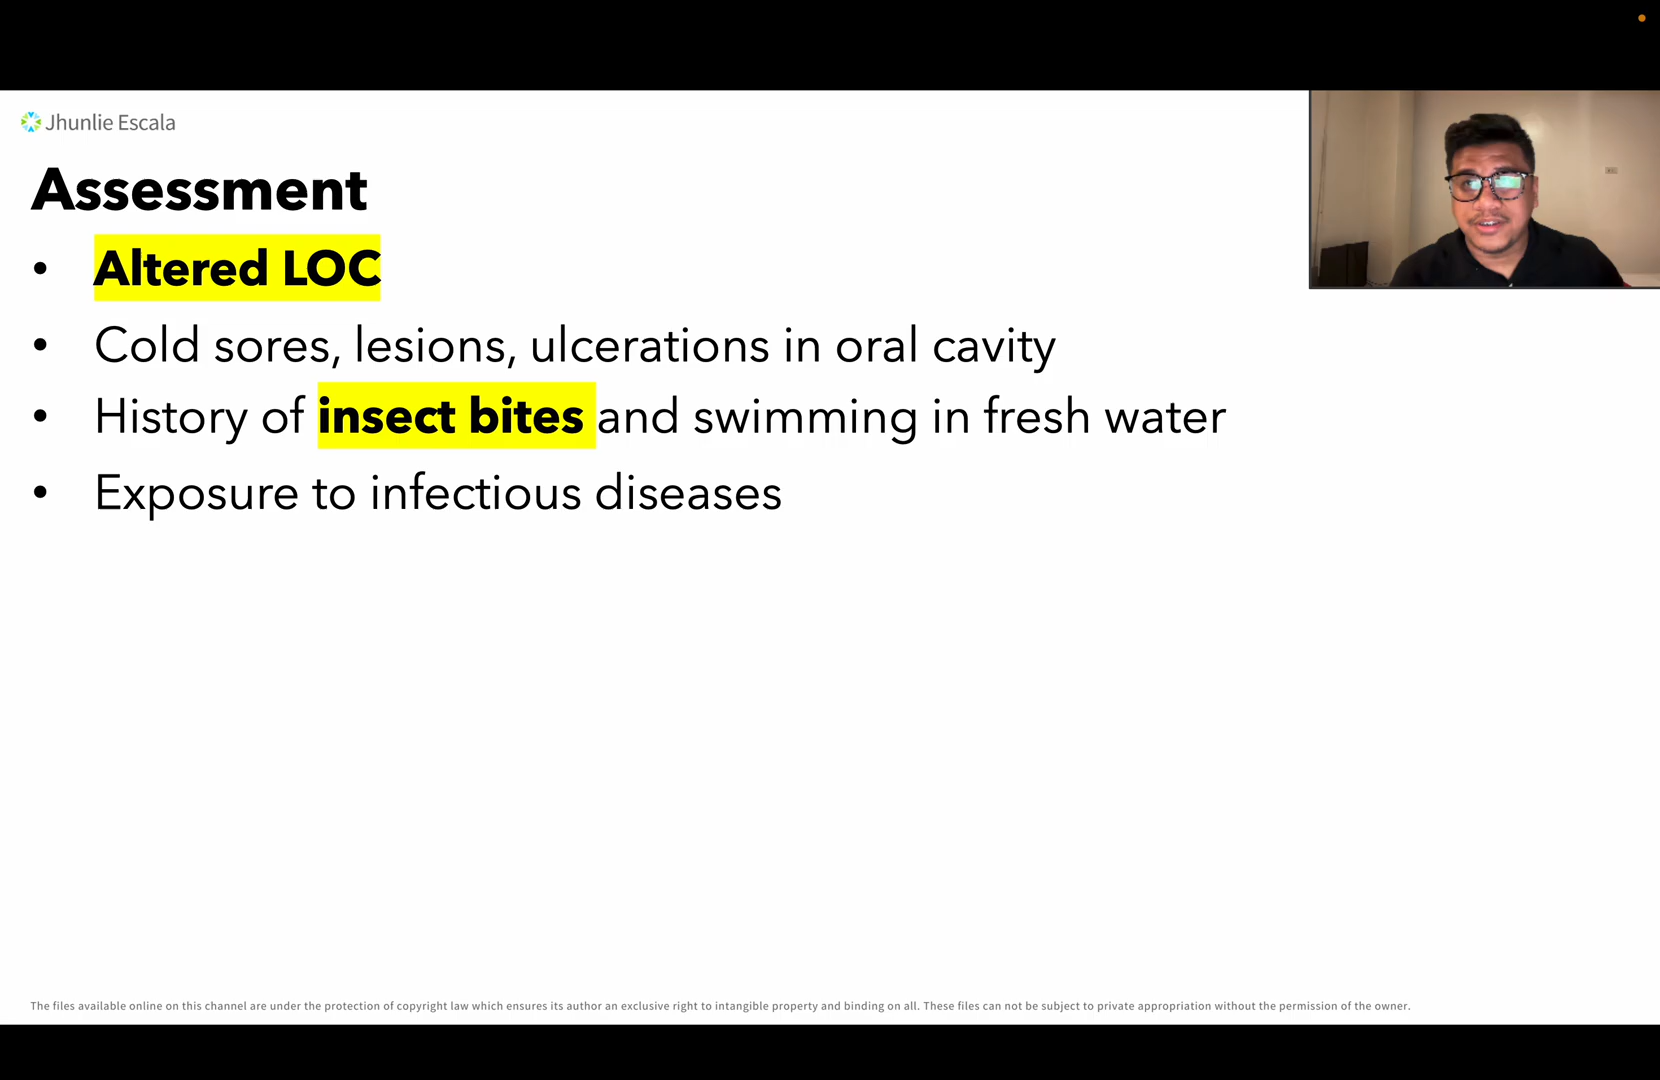 Jhunlie Escala
Assessment
• Altered LOC
• Cold sores, lesions, ulcerations in oral cavity
• History of insect bites and swimming in fresh water
• Exposure to infectious diseases
The files available online on this channel are under the protection of copyright law which ensures its author an exclusive right to intangible property and binding on all. These files can not be subject to private appropriation without the permission of the owner.